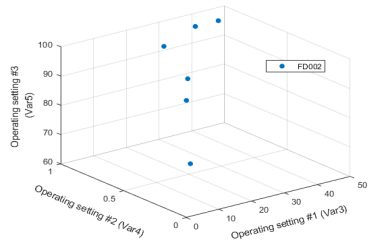 100
90
80
70
60
Operating setting #3
(Var5)
FD002
1
0.5
0
Operating setting #2 (Var4)
0
10
20
30
40
50
Operating setting #1 (Var3)